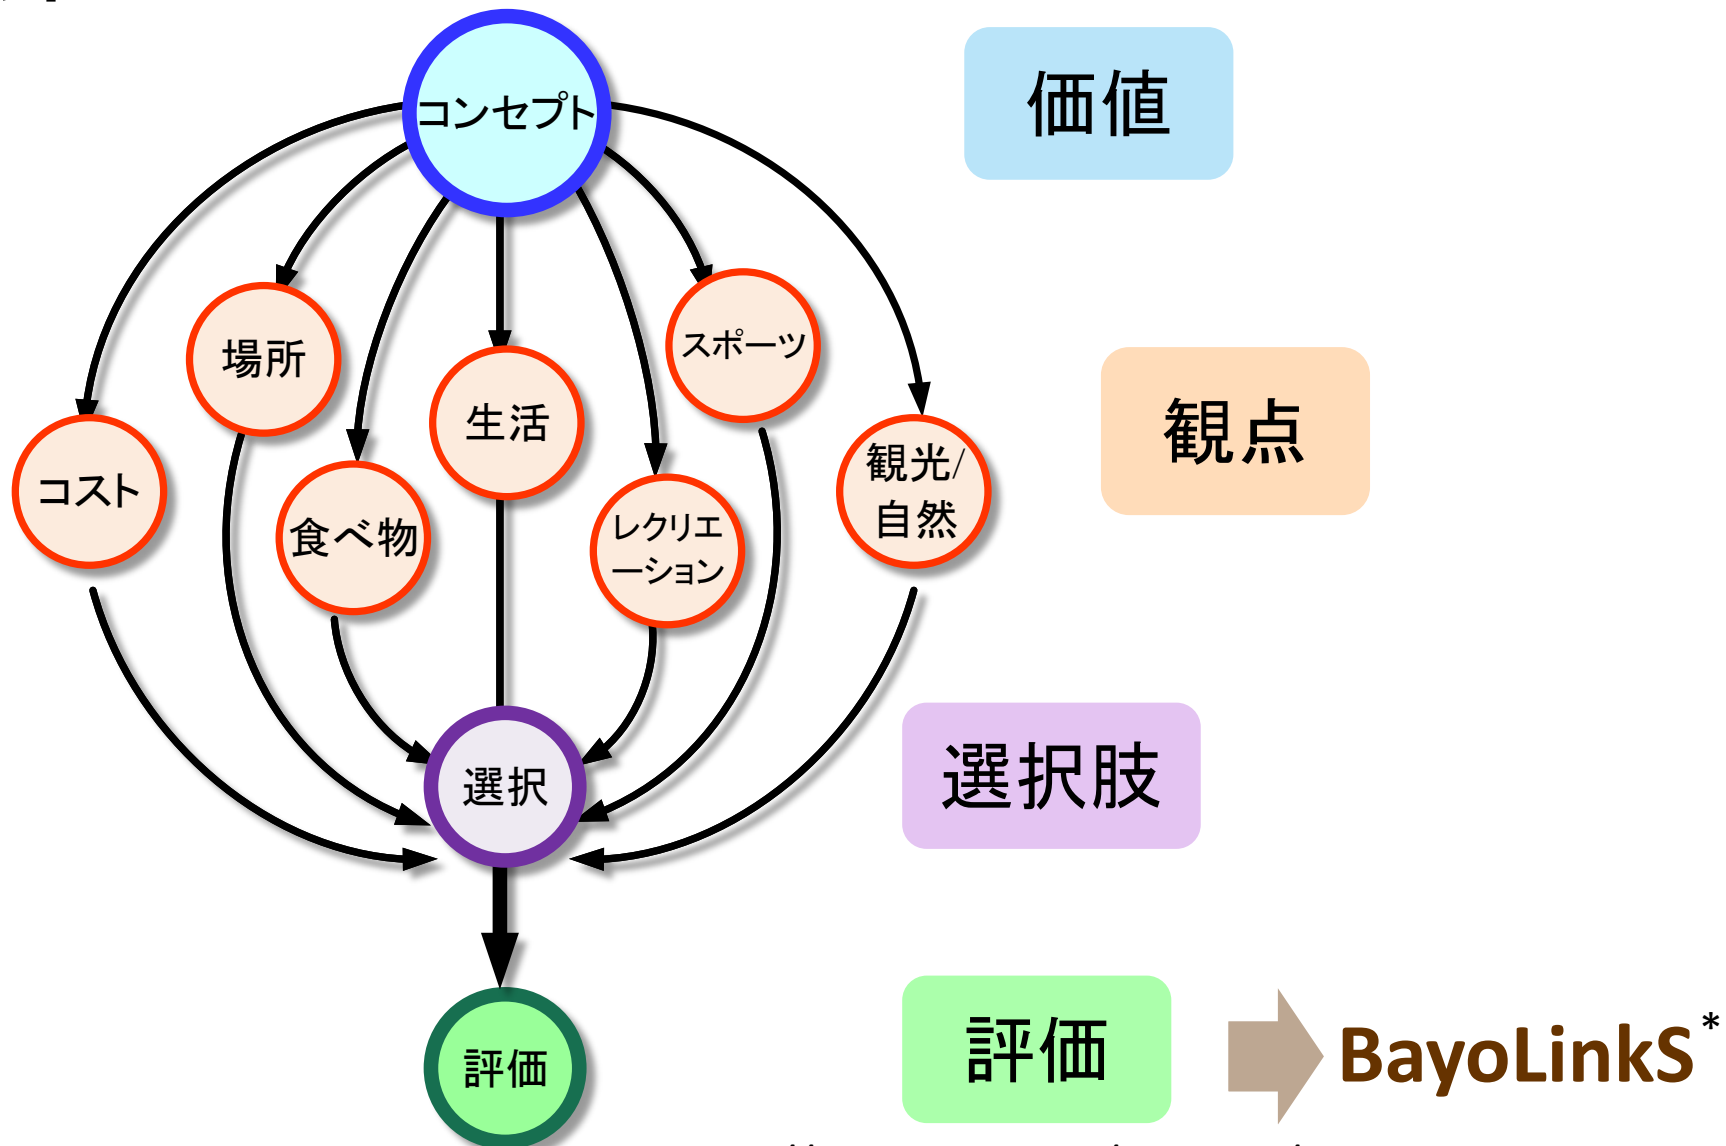 コンセプト
価値
場所
スポーツ
生活
観点
コスト
食べ物
レクリエ
ーション
観光/
自然
選択
選択肢
評価
評価
BayoLinkS*